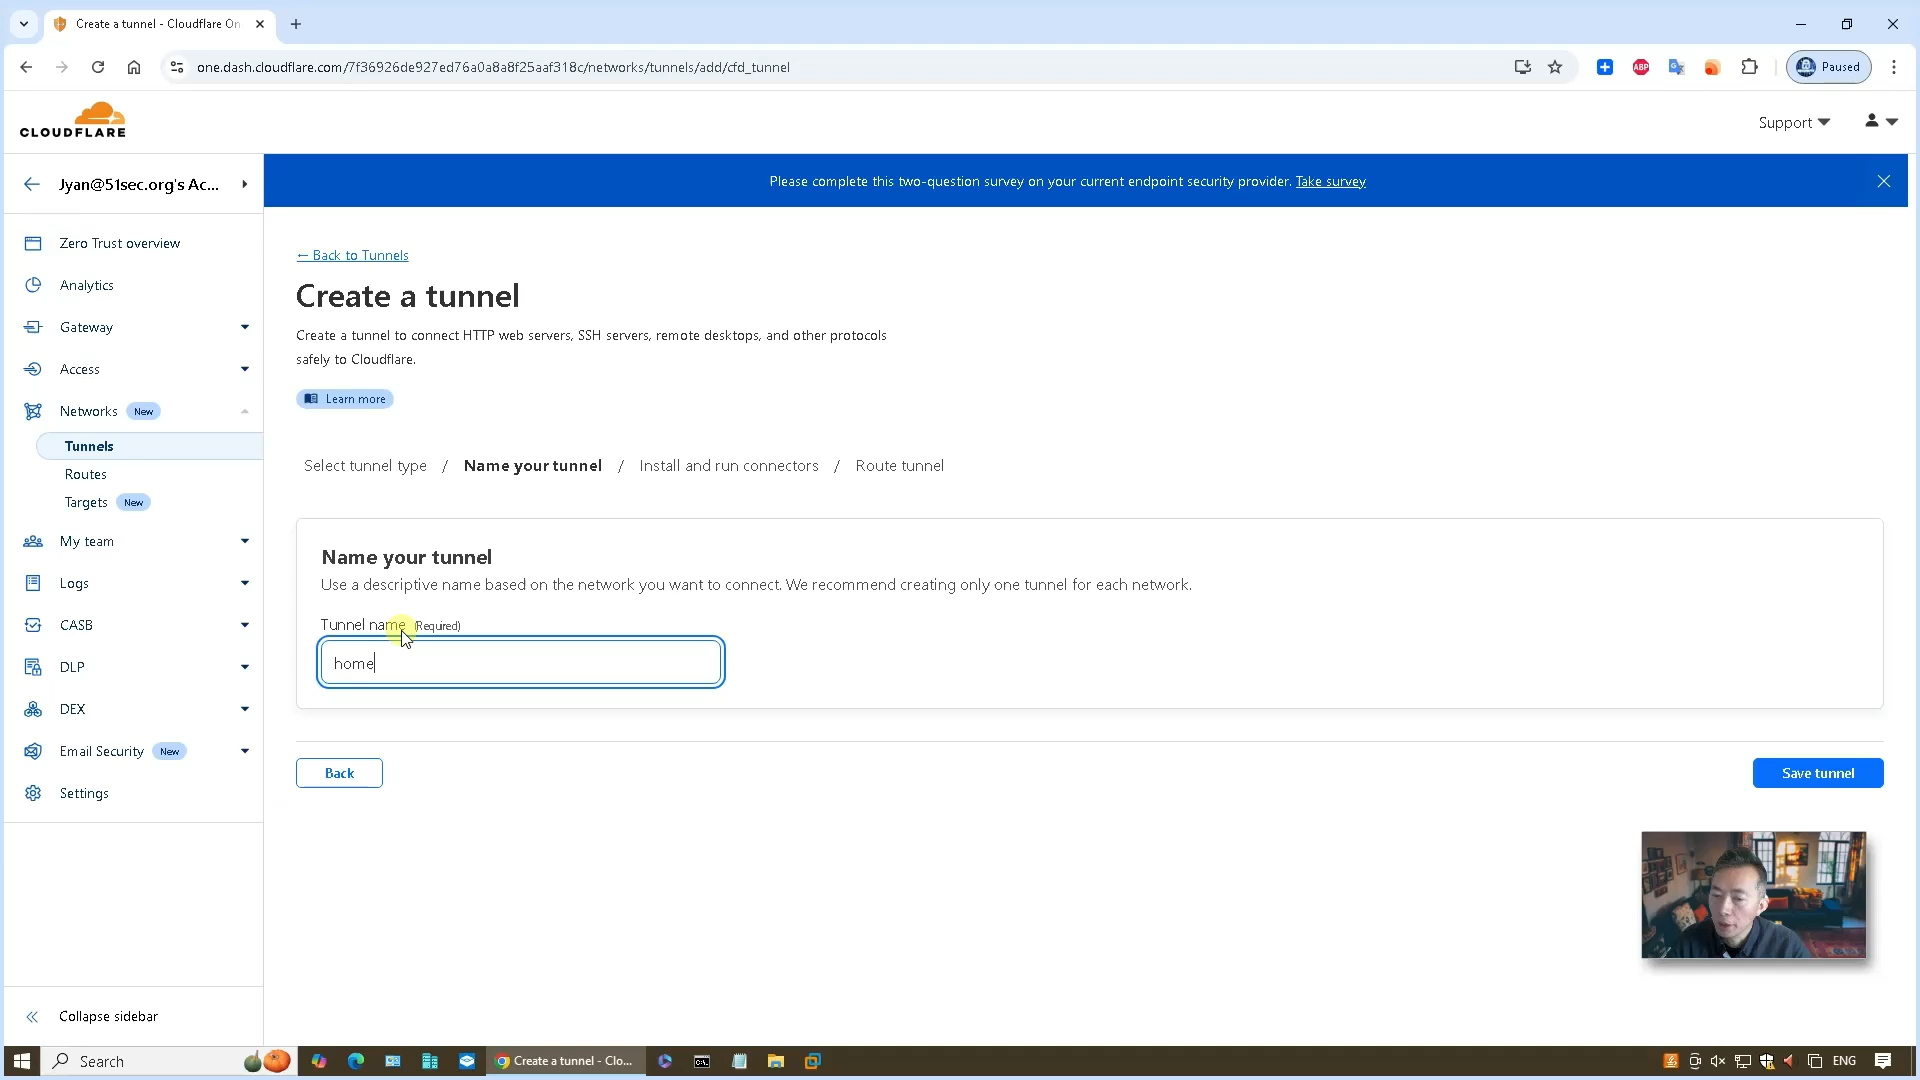 Create a tunnel - Cloudflare On
one.dash.cloudflare.com/7f36926de927ed76a0a8a8f25aaf318c/networks/tunnels/add/cfd_tunnel
ABP
Paused
CLOUDFLARE
Support
Jyan@51sec.org's Ac...
Please complete this two-question survey on your current endpoint security provider. Take survey
Zero Trust overview
Analytics
Gateway
Access
Networks New
Tunnels
Routes
Targets New
My team
Logs
CASB
DLP
DEX
Email Security New
Settings
Collapse sidebar
← Back to Tunnels
Create a tunnel
Create a tunnel to connect HTTP web servers, SSH servers, remote desktops, and other protocols
safely to Cloudflare.
Learn more
Select tunnel type / Name your tunnel / Install and run connectors / Route tunnel
Name your tunnel
Use a descriptive name based on the network you want to connect. We recommend creating only one tunnel for each network.
Tunnel name (Required)
home
Back
Save tunnel
Search
Create a tunnel - Clo...
ENG